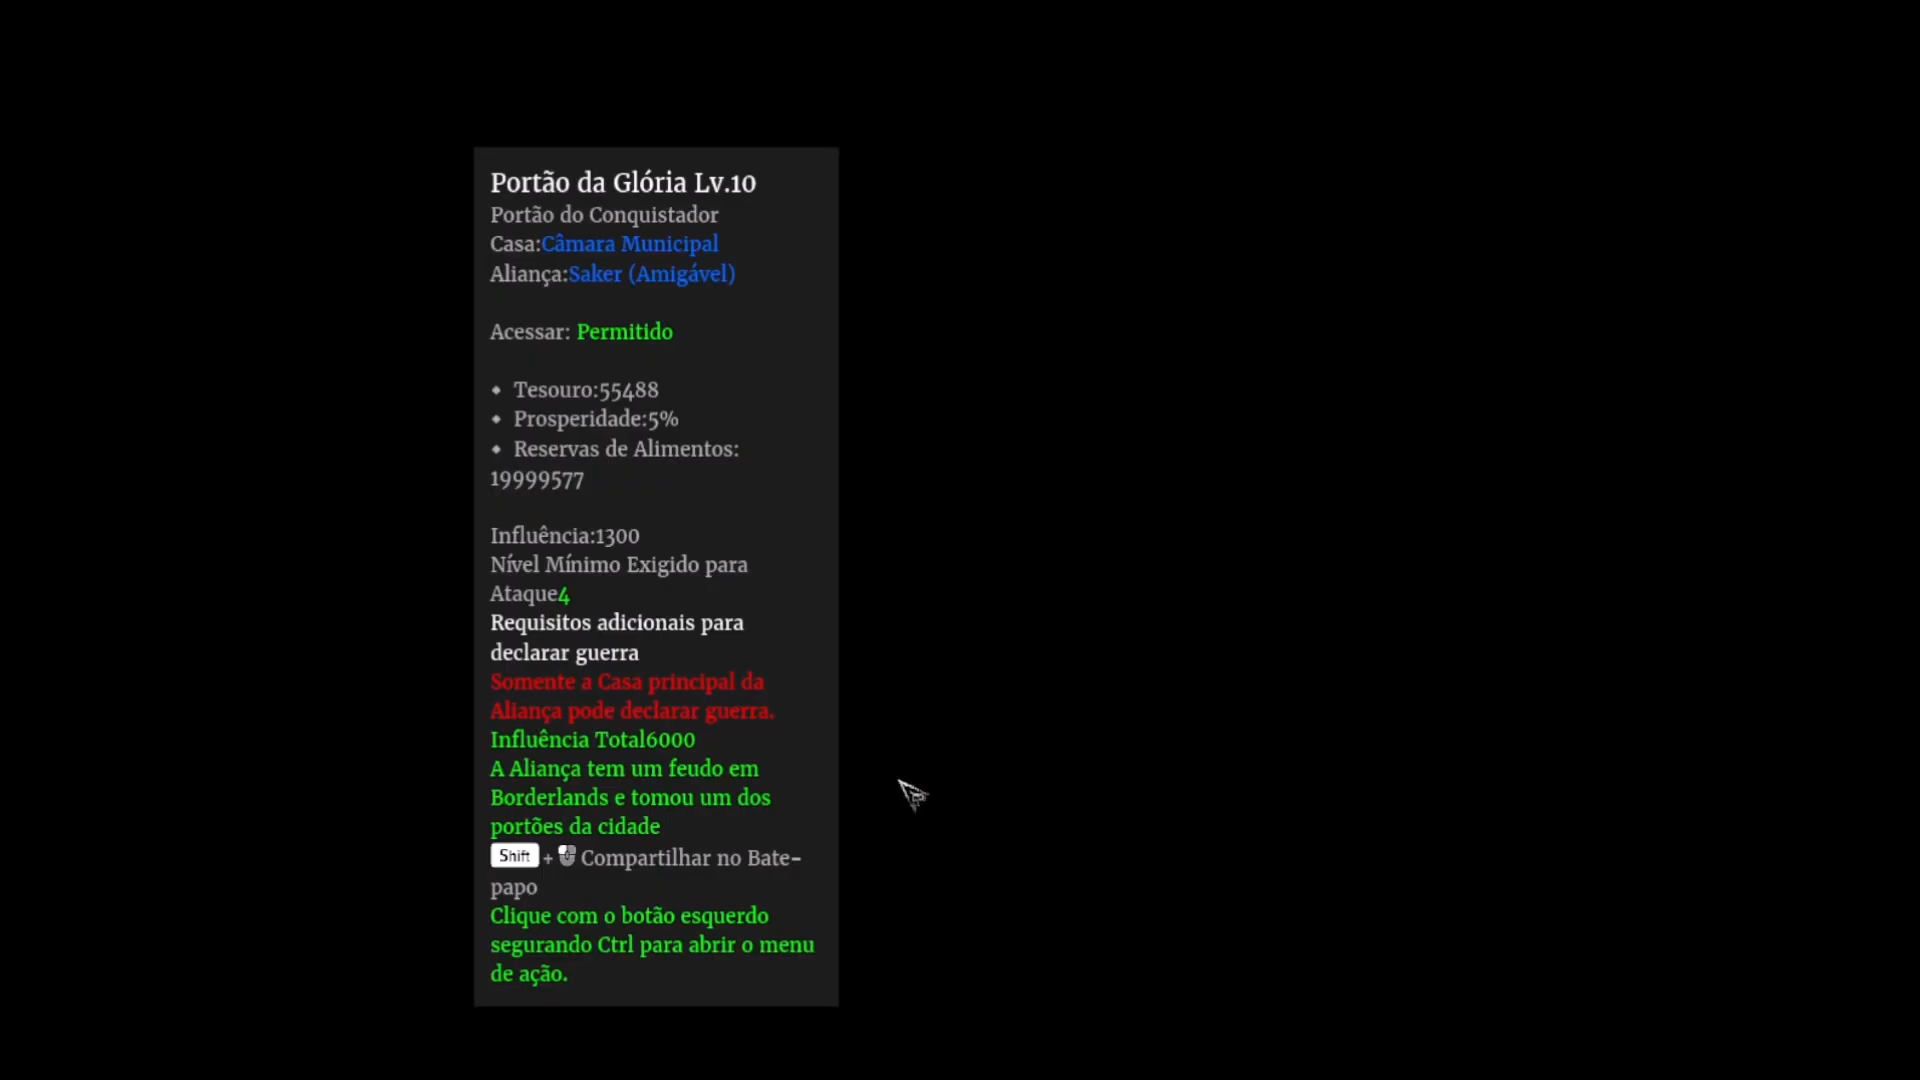 Portão da Glória Lv.10
Portão do Conquistador
Casa:Câmara Municipal
Aliança:Saker (Amigável)
Acessar: Permitido
Tesouro:55488
Prosperidade:5%
Reservas de Alimentos:
19999577
Influência:1300
Nível Mínimo Exigido para
Ataque4
Requisitos adicionais para
declarar guerra
Somente a Casa principal da
Aliança pode declarar guerra.
Influência Total6000
A Aliança tem um feudo em
Borderlands e tomou um dos
portões da cidade
Shift + Compartilhar no Bate-
papo
Clique com o botão esquerdo
segurando Ctrl para abrir o menu
de ação.